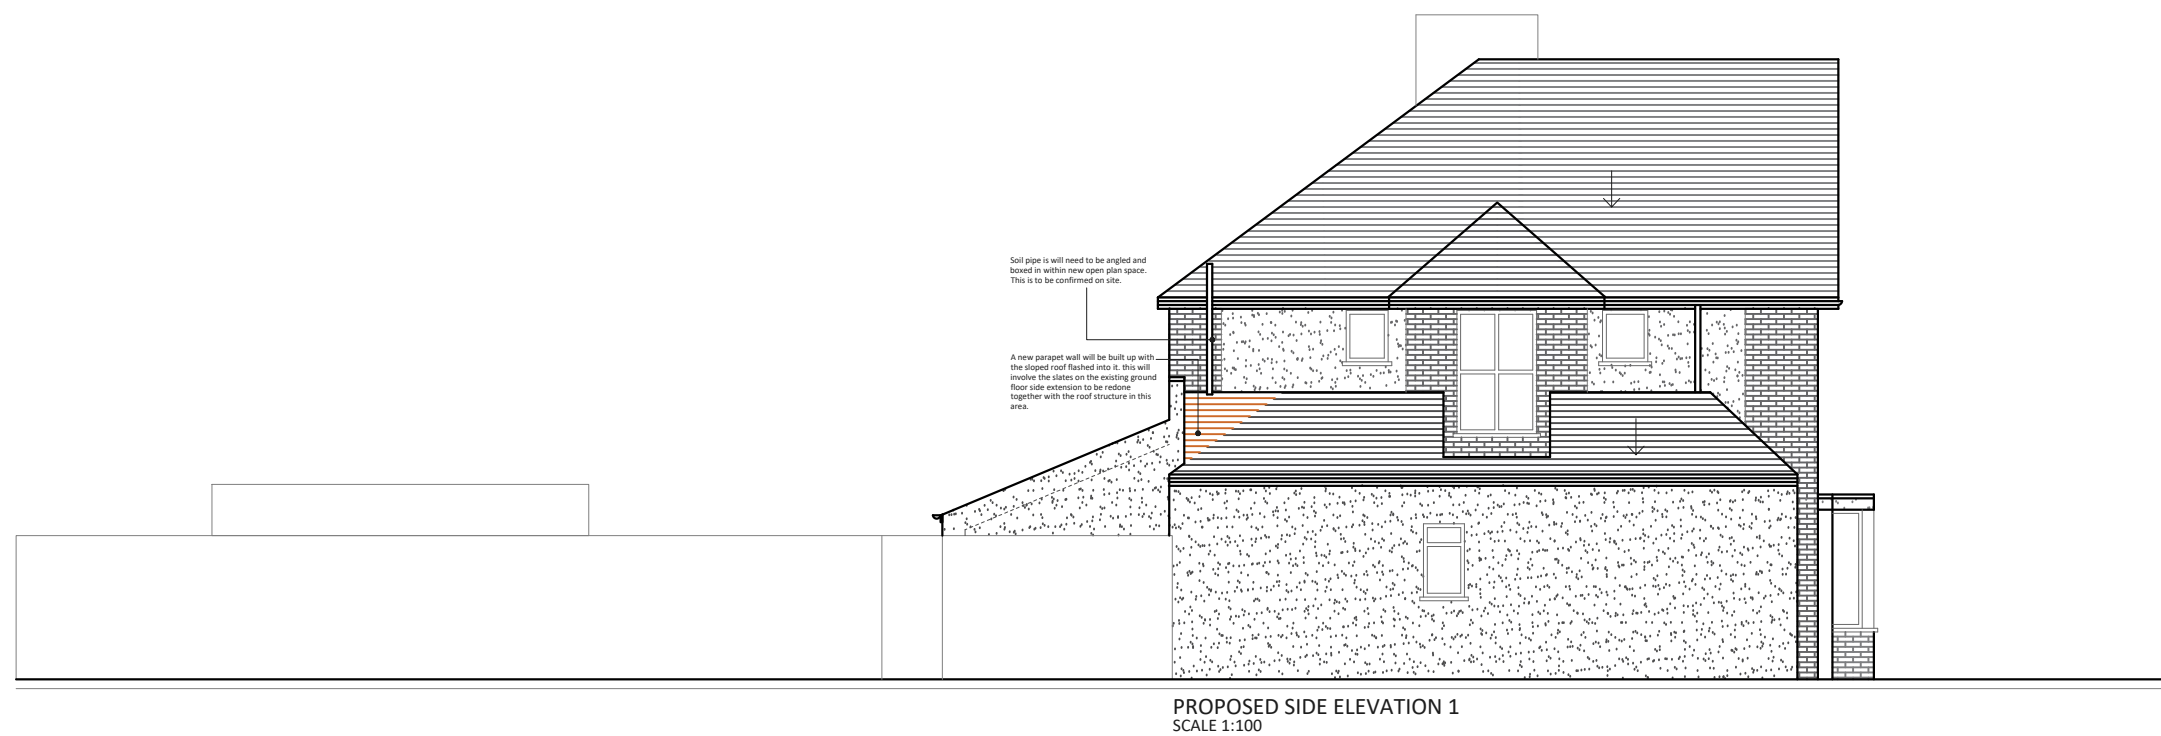 Soil pipe is will need to be angled and
boxed in within new open plan space.
This is to be confirmed on site.
A new parapet wall will be built up with
the sloped roof flashed into it. this will
involve the slates on the existing ground
floor side extension to be redone
together with the roof structure in this
area.
PROPOSED SIDE ELEVATION 1
SCALE 1:100